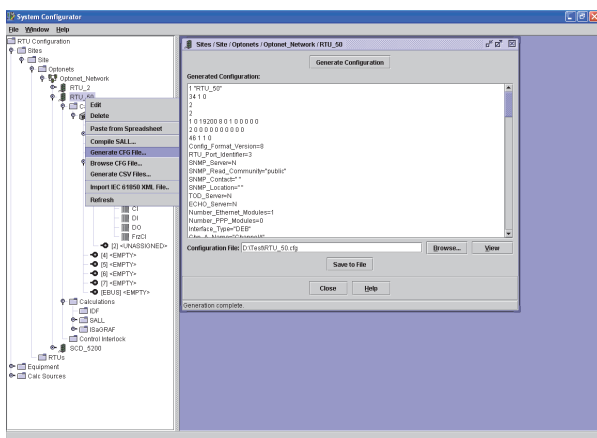 System Configurator
File Window Help
RTU Configuration
Sites
Site
Optonets
Optonet_Network
RTU_2
RTU_50
Edit
Delete
Paste from Spreadsheet
Compile SALL...
Generate CFG File...
Browse CFG File...
Generate CSV Files...
Import IEC 61850 XML File..
Refresh
CI
DI
DO
FrzCI
[2] <UNASSIGNED>
[4] <EMPTY>
[5] <EMPTY>
[6] <EMPTY>
[7] <EMPTY>
[EBUS] <EMPTY>
Calculations
IDF
SALL
ISaGRAF
Control Interlock
SCD_5200
RTUs
Equipment
Calc Sources
Sites / Site / Optonets / Optonet_Network / RTU_50
Generate Configuration
Generated Configuration:
1 "RTU_50"
34 1 0
2
2
1 0 19200 8 0 1 0 0 0 0 0
2 0 0 0 0 0 0 0 0 0 0
46 1 1 0
Config_Format_Version=8
RTU_Port_Identifier=3
SNMP_Server=N
SNMP_Read_Community="public"
SNMP_Contact=" "
SNMP_Location=" "
TOD_Server=N
ECHO_Server=N
Number_Ethernet_Modules=1
Number_PPP_Modules=0
Interface_Type="DEB"
Configuration File: D:\Test\RTU_50.cfg Browse... View
Save to File
Close Help
Generation complete.